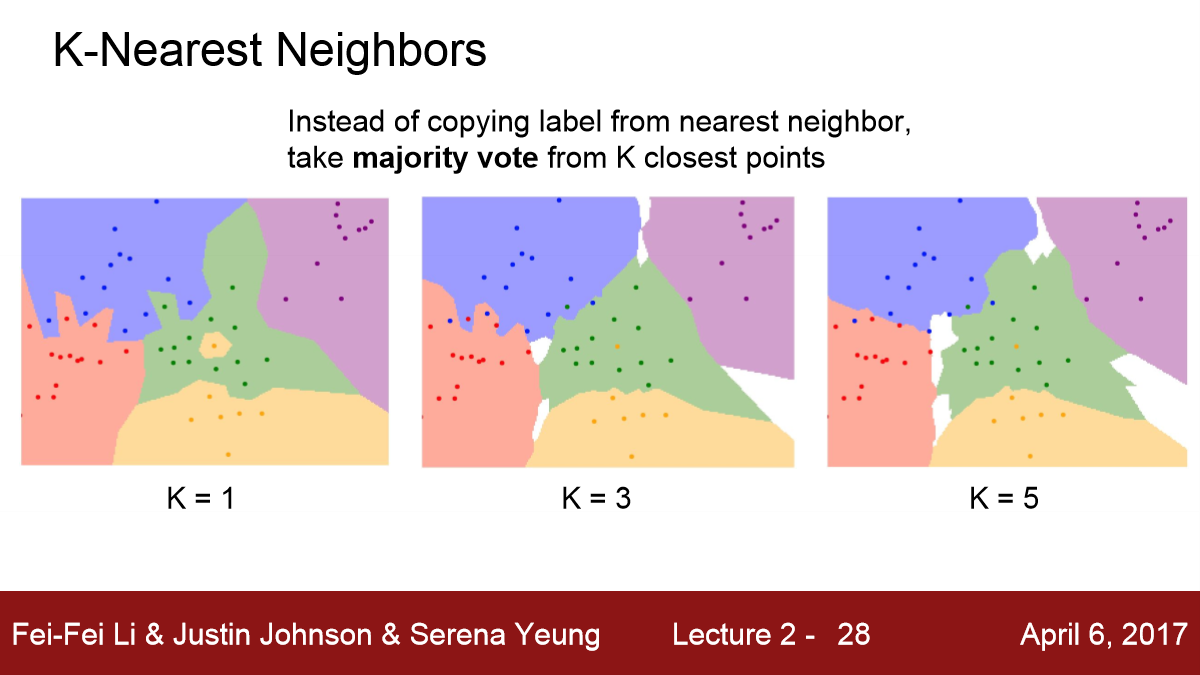 K-Nearest Neighbors
Instead of copying label from nearest neighbor,
take majority vote from K closest points
K = 1
K = 3
K = 5
Fei-Fei Li & Justin Johnson & Serena Yeung
Lecture 2 - 28
April 6, 2017